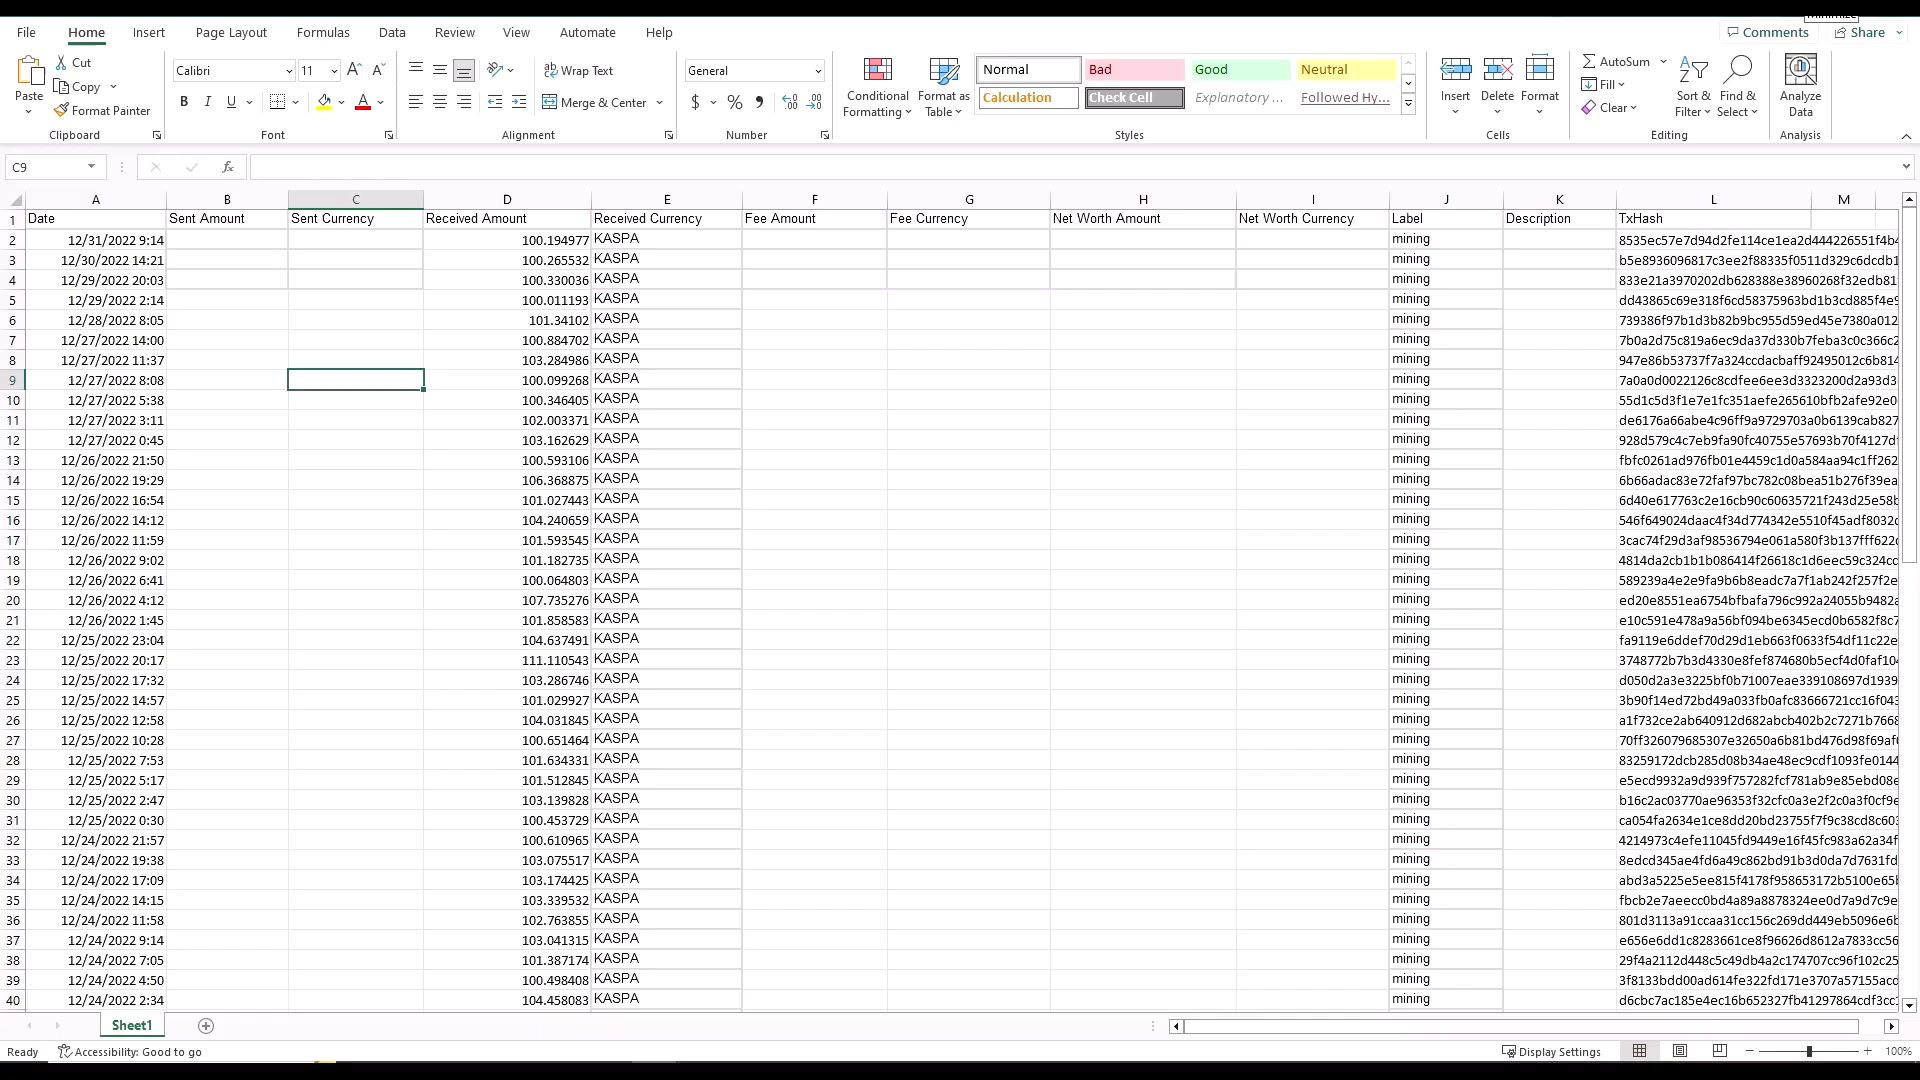 Minimize
File Home Insert Page Layout Formulas Data Review View Automate Help Comments Share
Paste Cut Copy Format Painter Calibri 11 Wrap Text Merge & Center General Conditional Formatting Format as Table Normal Bad Good Neutral Calculation Check Cell Explanatory ... Followed Hy... Insert Delete Format AutoSum Fill Clear Sort & Filter Find & Select Analyze Data
Clipboard Font Alignment Number Styles Cells Editing Analysis
C9 fx
A B C D E F G H I J K L M
1 Date Sent Amount Sent Currency Received Amount Received Currency Fee Amount Fee Currency Net Worth Amount Net Worth Currency Label Description TxHash
2 12/31/2022 9:14 100.194977 KASPA mining
3 12/30/2022 14:21 100.265532 KASPA mining
4 12/29/2022 20:03 100.330036 KASPA mining
5 12/29/2022 2:14 100.011193 KASPA mining
6 12/28/2022 8:05 101.34102 KASPA mining
7 12/27/2022 14:00 100.884702 KASPA mining
8 12/27/2022 11:37 103.284986 KASPA mining
9 12/27/2022 8:08 100.099268 KASPA mining
10 12/27/2022 5:38 100.346405 KASPA mining
11 12/27/2022 3:11 102.003371 KASPA mining
12 12/27/2022 0:45 103.162629 KASPA mining
13 12/26/2022 21:50 100.593106 KASPA mining
14 12/26/2022 19:29 106.368875 KASPA mining
15 12/26/2022 16:54 101.027443 KASPA mining
16 12/26/2022 14:12 104.240659 KASPA mining
17 12/26/2022 11:59 101.593545 KASPA mining
18 12/26/2022 9:02 101.182735 KASPA mining
19 12/26/2022 6:41 100.064803 KASPA mining
20 12/26/2022 4:12 107.735276 KASPA mining
21 12/26/2022 1:45 101.858583 KASPA mining
22 12/25/2022 23:04 104.637491 KASPA mining
23 12/25/2022 20:17 111.110543 KASPA mining
24 12/25/2022 17:32 103.286746 KASPA mining
25 12/25/2022 14:57 101.029927 KASPA mining
26 12/25/2022 12:58 104.031845 KASPA mining
27 12/25/2022 10:28 100.651464 KASPA mining
28 12/25/2022 7:53 101.634331 KASPA mining
29 12/25/2022 5:17 101.512845 KASPA mining
30 12/25/2022 2:47 103.139828 KASPA mining
31 12/25/2022 0:30 100.453729 KASPA mining
32 12/24/2022 21:57 100.610965 KASPA mining
33 12/24/2022 19:38 103.075517 KASPA mining
34 12/24/2022 17:09 103.174425 KASPA mining
35 12/24/2022 14:15 103.339532 KASPA mining
36 12/24/2022 11:58 102.763855 KASPA mining
37 12/24/2022 9:14 103.041315 KASPA mining
38 12/24/2022 7:05 101.387174 KASPA mining
39 12/24/2022 4:50 100.498408 KASPA mining
40 12/24/2022 2:34 104.458083 KASPA mining
Sheet1
Ready Accessibility: Good to go Display Settings 100%